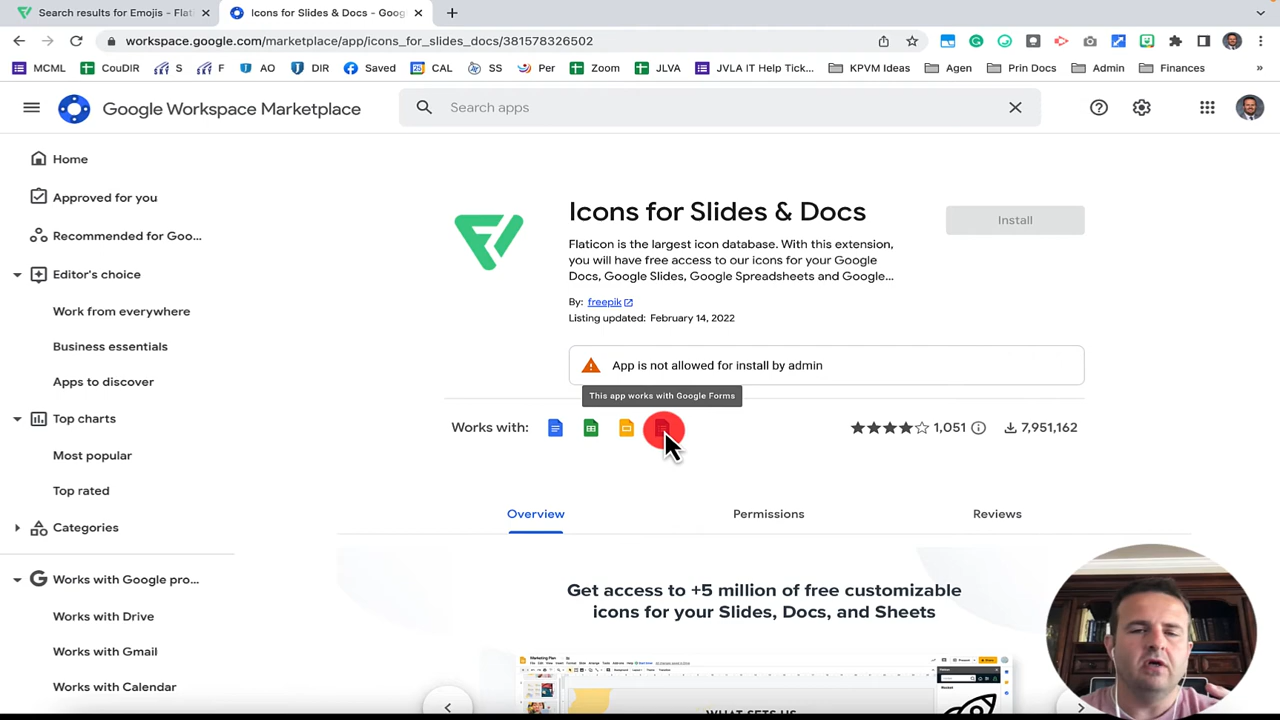 Search results for Emojis - Flati
Icons for Slides & Docs - Goog
workspace.google.com/marketplace/app/icons_for_slides_docs/381578326502
MCML
CouDIR
S
F
AO
DIR
Saved
CAL
SS
Per
Zoom
JLVA
JVLA IT Help Tick...
KPVM Ideas
Agen
Prin Docs
Admin
Finances
»
Google Workspace Marketplace
Search apps
Home
Approved for you
Recommended for Goo...
Editor's choice
Work from everywhere
Business essentials
Apps to discover
Top charts
Most popular
Top rated
Categories
Works with Google pro...
Works with Drive
Works with Gmail
Works with Calendar
Icons for Slides & Docs
Install
Flaticon is the largest icon database. With this extension,
you will have free access to our icons for your Google
Docs, Google Slides, Google Spreadsheets and Google...
By: freepik
Listing updated: February 14, 2022
App is not allowed for install by admin
This app works with Google Forms
Works with:
1,051
7,951,162
Overview
Permissions
Reviews
Get access to +5 million of free customizable
icons for your Slides, Docs, and Sheets
Marketing Plan
WHAT SETS US